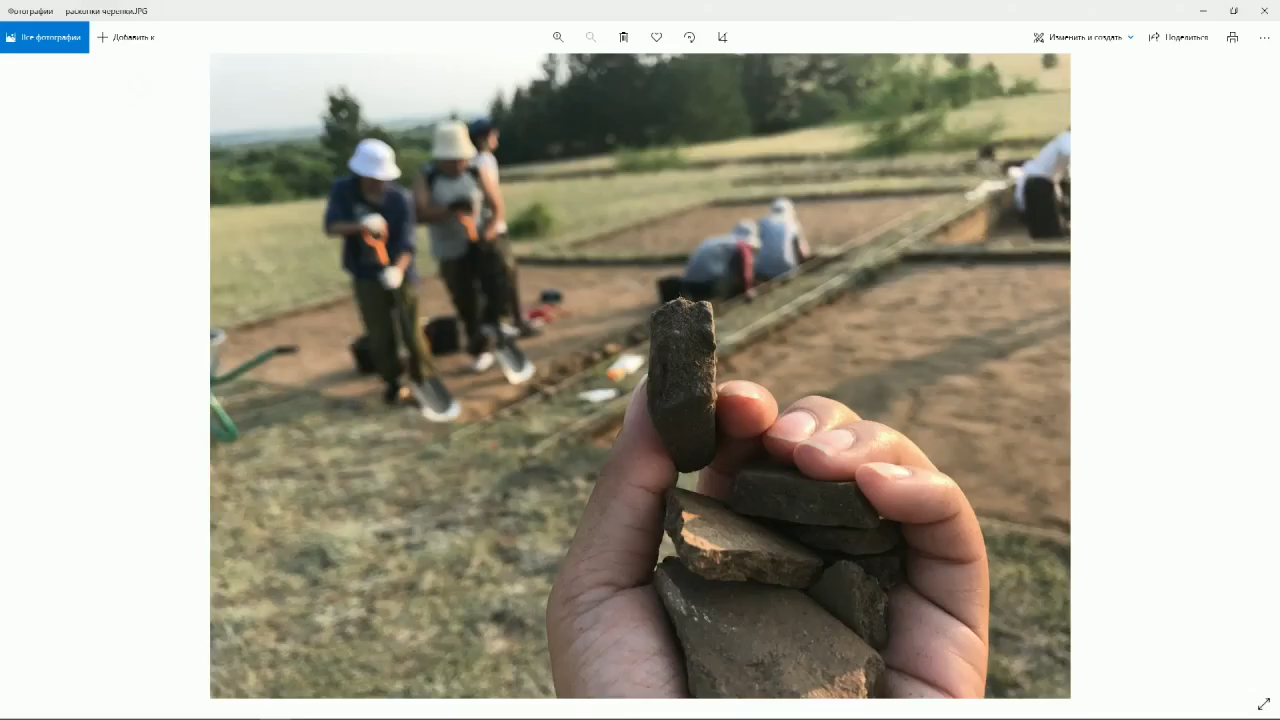 Фотографии – раскопки черепки.JPG
Все фотографии
Добавить к
Изменить и создать
Поделиться